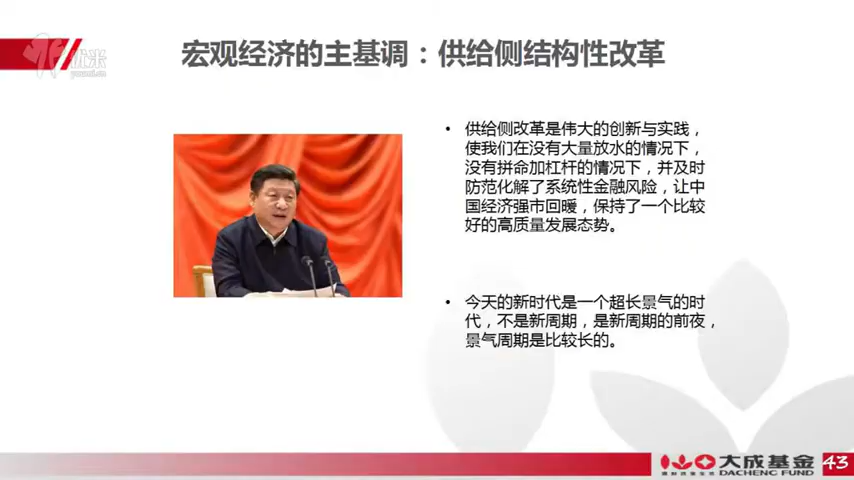 优米
youmi.cn
宏观经济的主基调：供给侧结构性改革
• 供给侧改革是伟大的创新与实践，
使我们在没有大量放水的情况下，
没有拼命加杠杆的情况下，并及时
防范化解了系统性金融风险，让中
国经济强市回暖，保持了一个比较
好的高质量发展态势。
• 今天的新时代是一个超长景气的时
代，不是新周期，是新周期的前夜，
景气周期是比较长的。
大成基金
DACHENG FUND
43